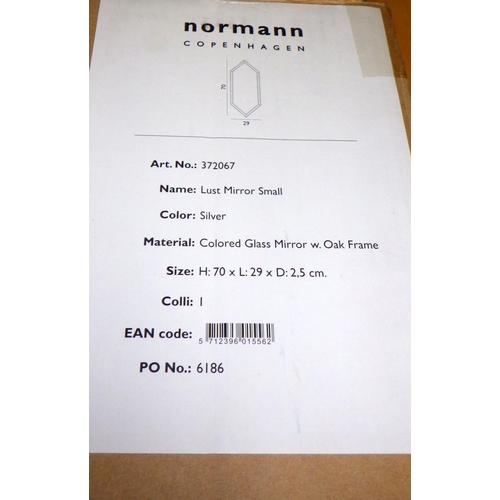 normann
COPENHAGEN
70
29
Art. No.: 372067
Name: Lust Mirror Small
Color: Silver
Material: Colored Glass Mirror w. Oak Frame
Size: H: 70 x L: 29 x D: 2,5 cm.
Colli: 1
EAN code:
5 712396 015562
PO No.: 6186